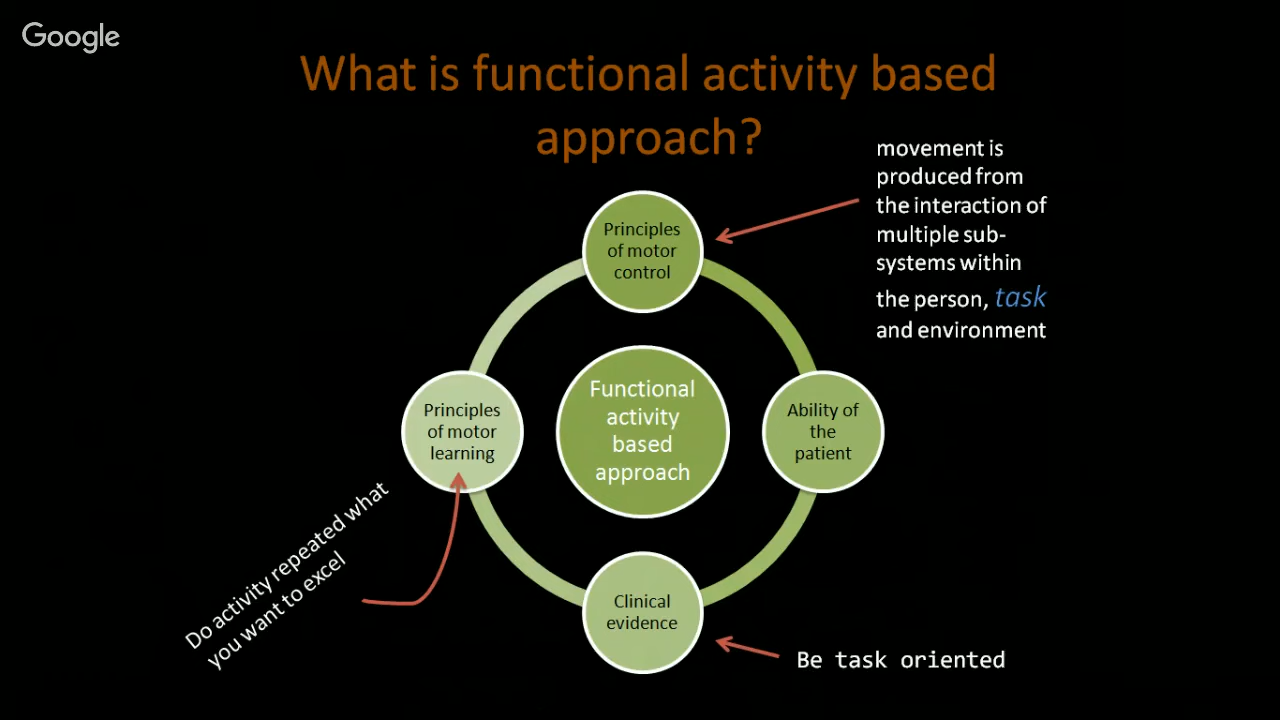 Google
What is functional activity based
approach?
movement is
produced from
the interaction of
multiple sub-
systems within
the person, task
and environment
Principles
of motor
control
Functional
activity
based
approach
Principles
of motor
learning
Ability of
the
patient
Do activity repeated what
you want to excel
Clinical
evidence
Be task oriented